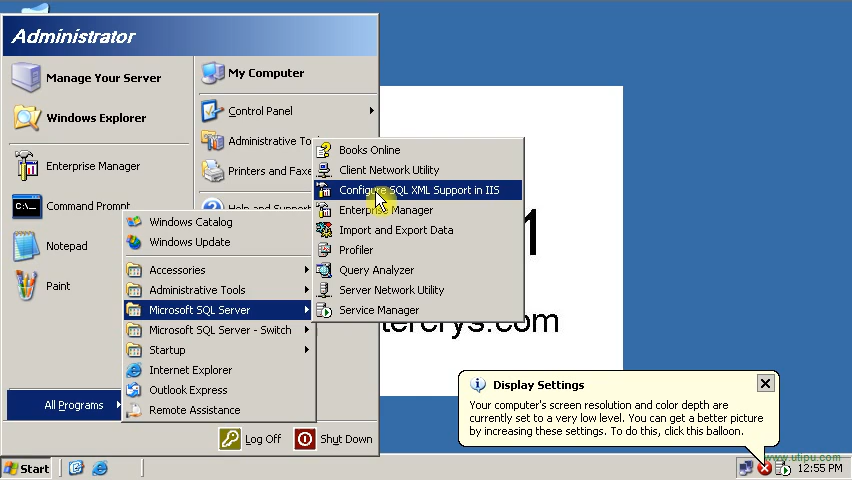 Administrator
Manage Your Server
Windows Explorer
Enterprise Manager
Command Prompt
Notepad
Paint
All Programs
My Computer
Control Panel
Administrative Too
Printers and Faxe
Help and Support
Windows Catalog
Windows Update
Accessories
Administrative Tools
Microsoft SQL Server
Microsoft SQL Server - Switch
Startup
Internet Explorer
Outlook Express
Remote Assistance
Books Online
Client Network Utility
Configure SQL XML Support in IIS
Enterprise Manager
Import and Export Data
Profiler
Query Analyzer
Server Network Utility
Service Manager
1
tercrys.com
Log Off
Shut Down
Display Settings
Your computer's screen resolution and color depth are
currently set to a very low level. You can get a better picture
by increasing these settings. To do this, click this balloon.
www.utipu.com
Start
12:55 PM